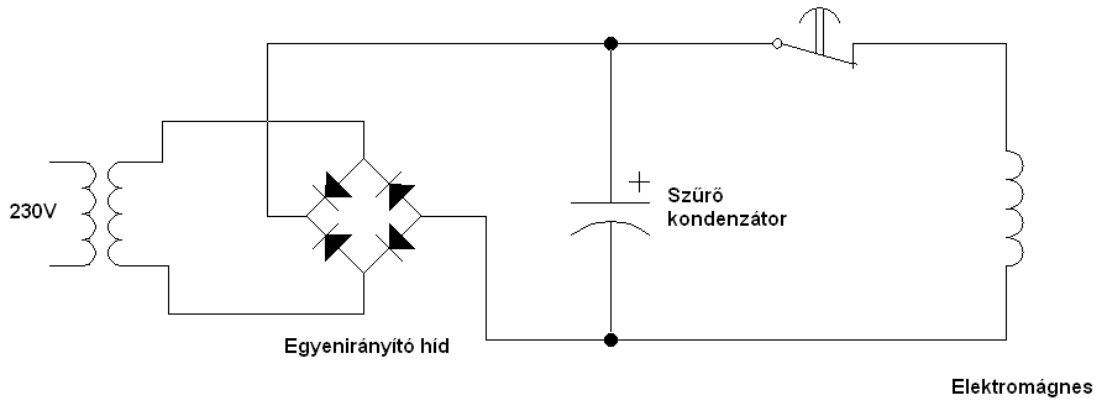 230V
+
Szűrő
kondenzátor
Egyenirányító híd
Elektromágnes